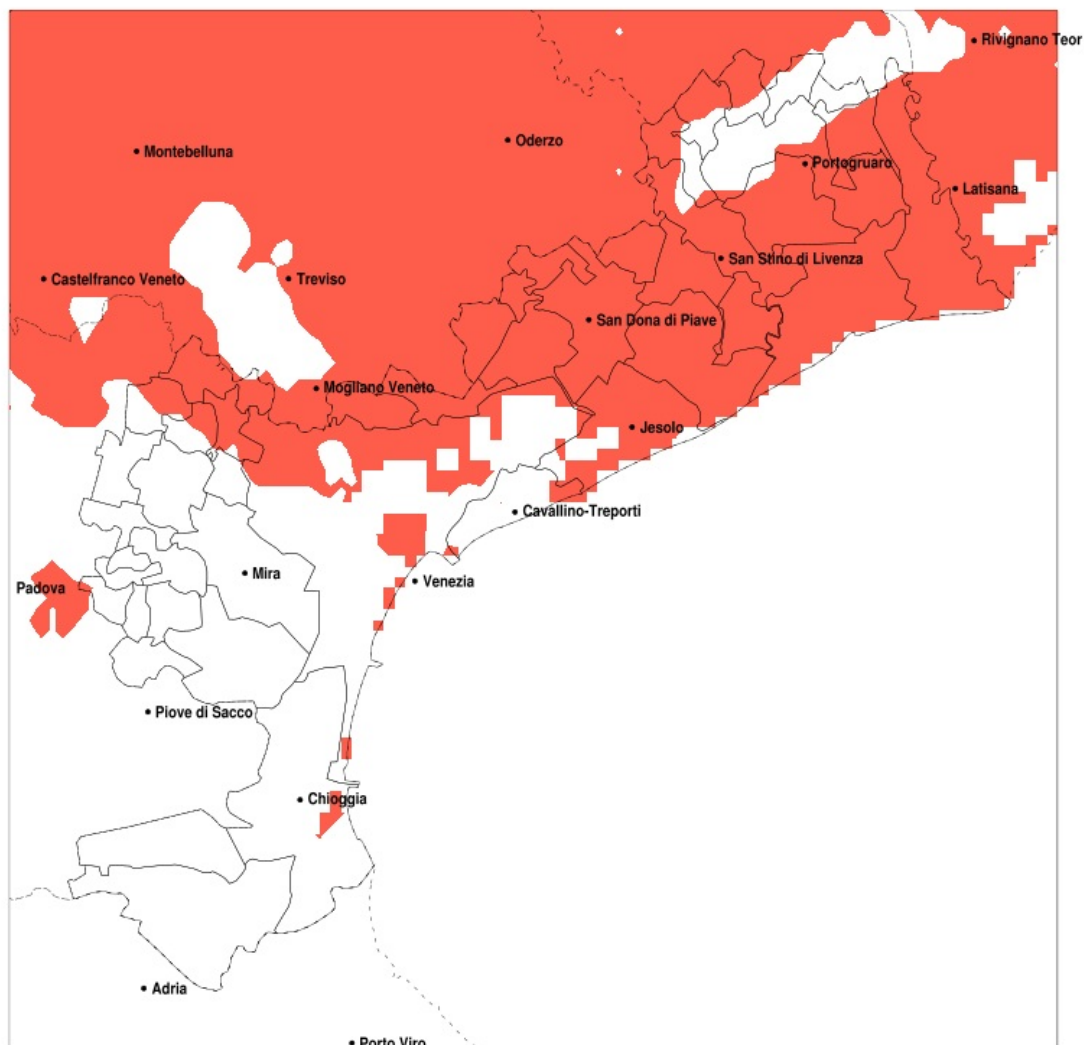 Rivignano Teor
Oderzo
Montebelluna
Portogruaro
Latisana
San Stino di Livenza
Castelfranco Veneto
Treviso
San Dona di Piave
Mogliano Veneto
Jesolo
Cavallino-Treporti
Mira
Venezia
Padova
Piove di Sacco
Chioggia
Adria
Porto Viro